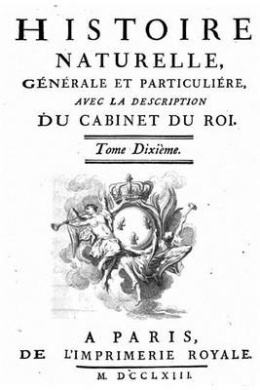 HISTOIRE
NATURELLE,
GÉNÉRALE ET PARTICULIÉRE,
AVEC LA DESCRIPTION
DU CABINET DU ROI.
Tome Dixième.
A PARIS,
DE L'IMPRIMERIE ROYALE.
M. DCCLXIII.